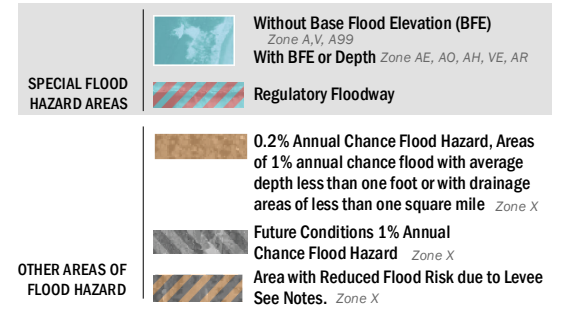 SPECIAL FLOOD
HAZARD AREAS
Without Base Flood Elevation (BFE)
Zone A,V, A99
With BFE or Depth Zone AE, AO, AH, VE, AR
Regulatory Floodway
OTHER AREAS OF
FLOOD HAZARD
0.2% Annual Chance Flood Hazard, Areas
of 1% annual chance flood with average
depth less than one foot or with drainage
areas of less than one square mile Zone X
Future Conditions 1% Annual
Chance Flood Hazard Zone X
Area with Reduced Flood Risk due to Levee
See Notes. Zone X